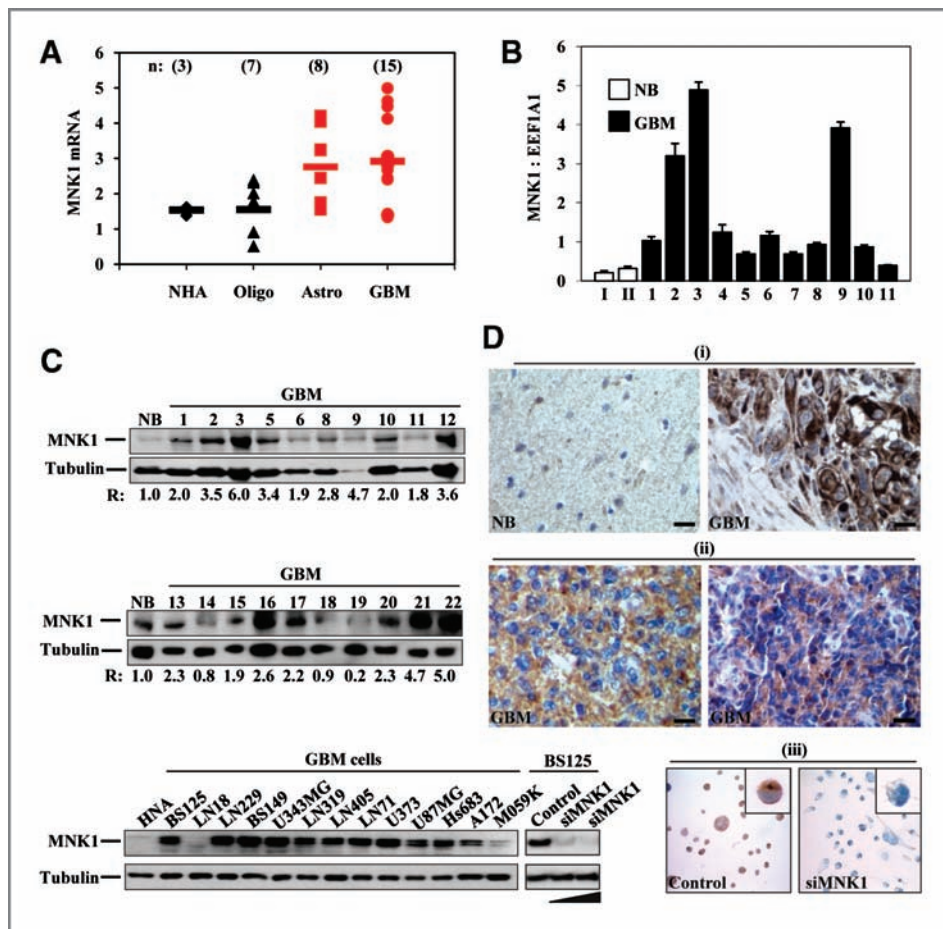 A
n: (3) (7) (8) (15)
MNK1 mRNA
6
5
4
3
2
1
0
NHA Oligo Astro GBM
B
MNK1 : EEF1A1
6
5
4
3
2
1
0
NB
GBM
I II 1 2 3 4 5 6 7 8 9 10 11
C
GBM
NB 1 2 3 5 6 8 9 10 11 12
MNK1
Tubulin
R: 1.0 2.0 3.5 6.0 3.4 1.9 2.8 4.7 2.0 1.8 3.6
GBM
NB 13 14 15 16 17 18 19 20 21 22
MNK1
Tubulin
R: 1.0 2.3 0.8 1.9 2.6 2.2 0.9 0.2 2.3 4.7 5.0
GBM cells
BS125
HNA BS125 LN18 LN229 BS149 U343MG LN319 LN405 LN71 U373 U87MG Hs683 A172 M059K
Control siMNK1 siMNK1
MNK1
Tubulin
D
(i)
NB
GBM
(ii)
GBM
GBM
(iii)
Control
siMNK1